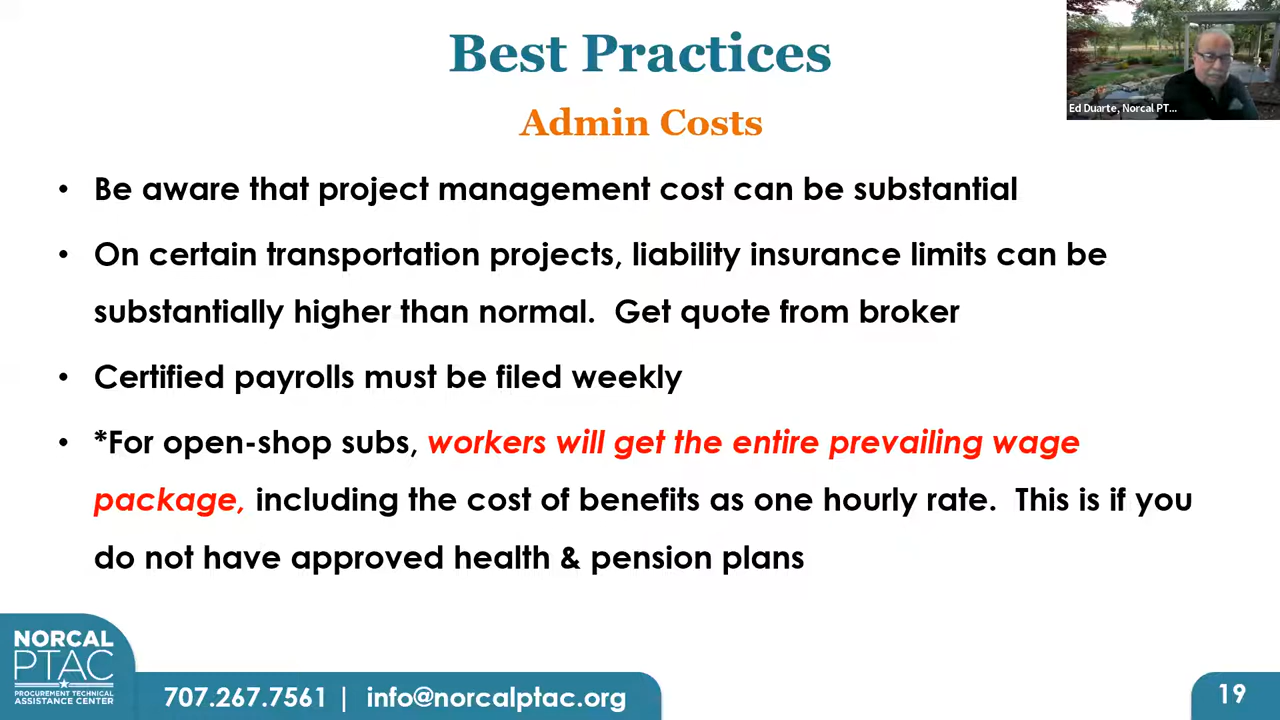 Best Practices
Admin Costs
Ed Duarte, Norcal PT...
• Be aware that project management cost can be substantial
• On certain transportation projects, liability insurance limits can be
substantially higher than normal.  Get quote from broker
• Certified payrolls must be filed weekly
• *For open-shop subs, workers will get the entire prevailing wage
package, including the cost of benefits as one hourly rate.  This is if you
do not have approved health & pension plans
NORCAL
PTAC
PROCUREMENT TECHNICAL
ASSISTANCE CENTER
707.267.7561 | info@norcalptac.org
19